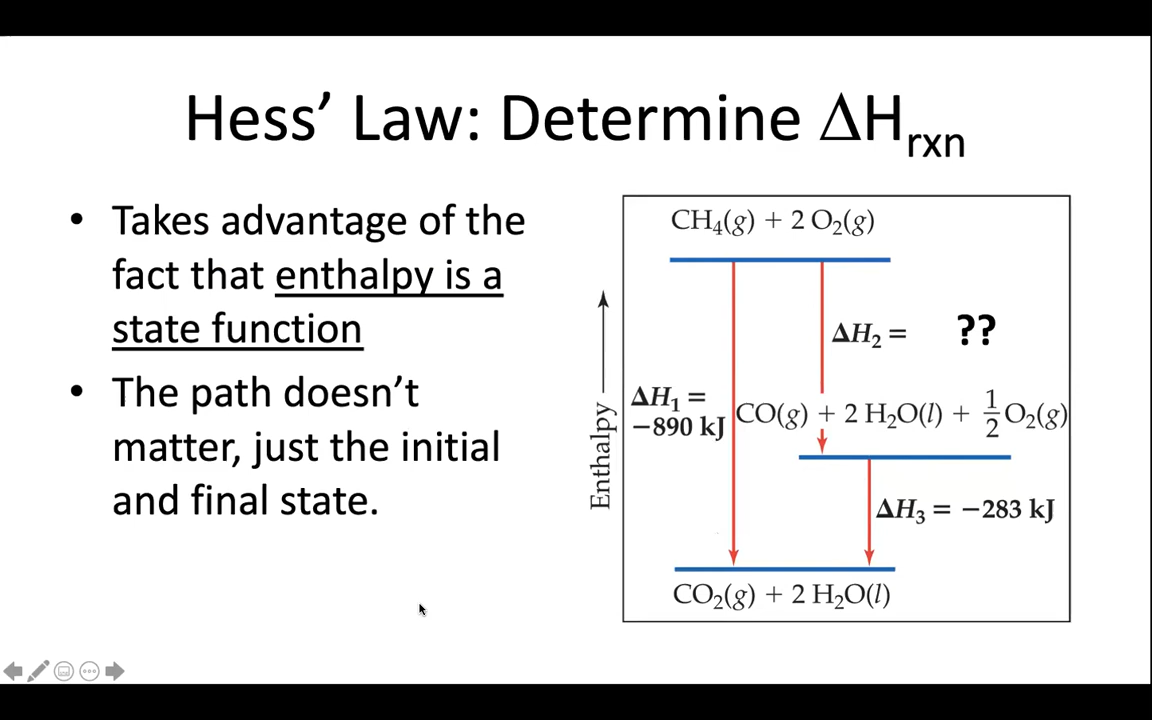 Hess’ Law: Determine ΔHrxn
• Takes advantage of the
fact that enthalpy is a
state function
• The path doesn’t
matter, just the initial
and final state.
CH₄(g) + 2 O₂(g)
ΔH₂ = ??
ΔH₁ =
−890 kJ
CO(g) + 2 H₂O(l) + 1/2 O₂(g)
Enthalpy
ΔH₃ = −283 kJ
CO₂(g) + 2 H₂O(l)